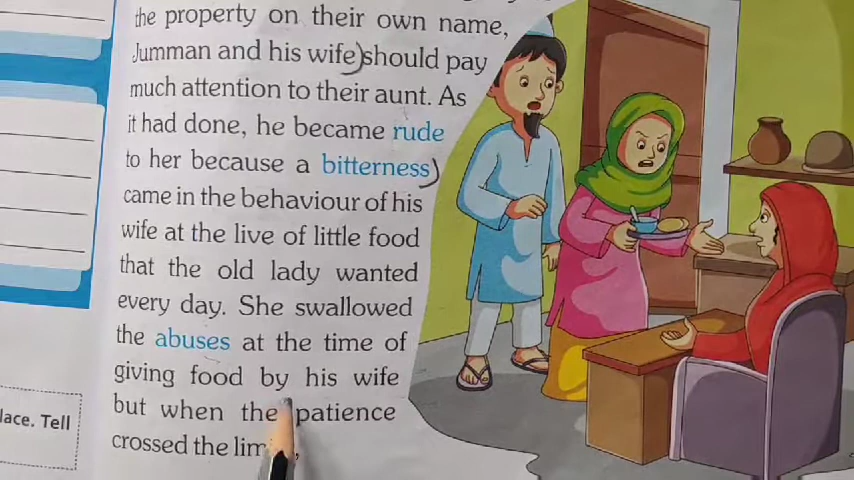 the property on their own name,
Jumman and his wife should pay
much attention to their aunt. As
it had done, he became rude
to her because a bitterness
came in the behaviour of his
wife at the live of little food
that the old lady wanted
every day. She swallowed
the abuses at the time of
giving food by his wife
but when the patience
crossed the
lace. Tell